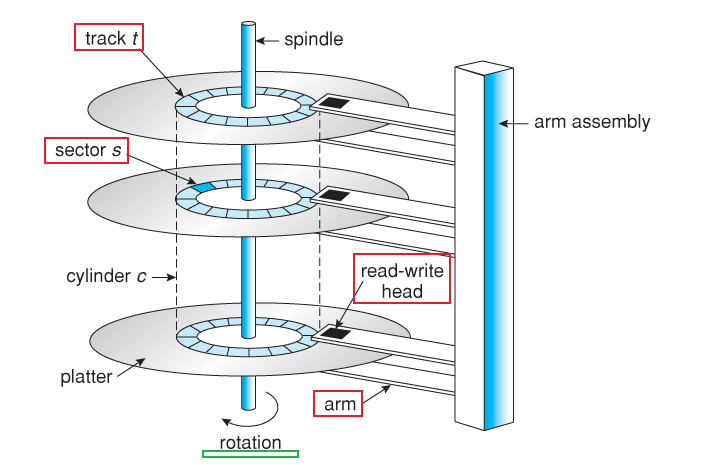 track t
spindle
arm assembly
sector s
cylinder c
read-write
head
platter
arm
rotation